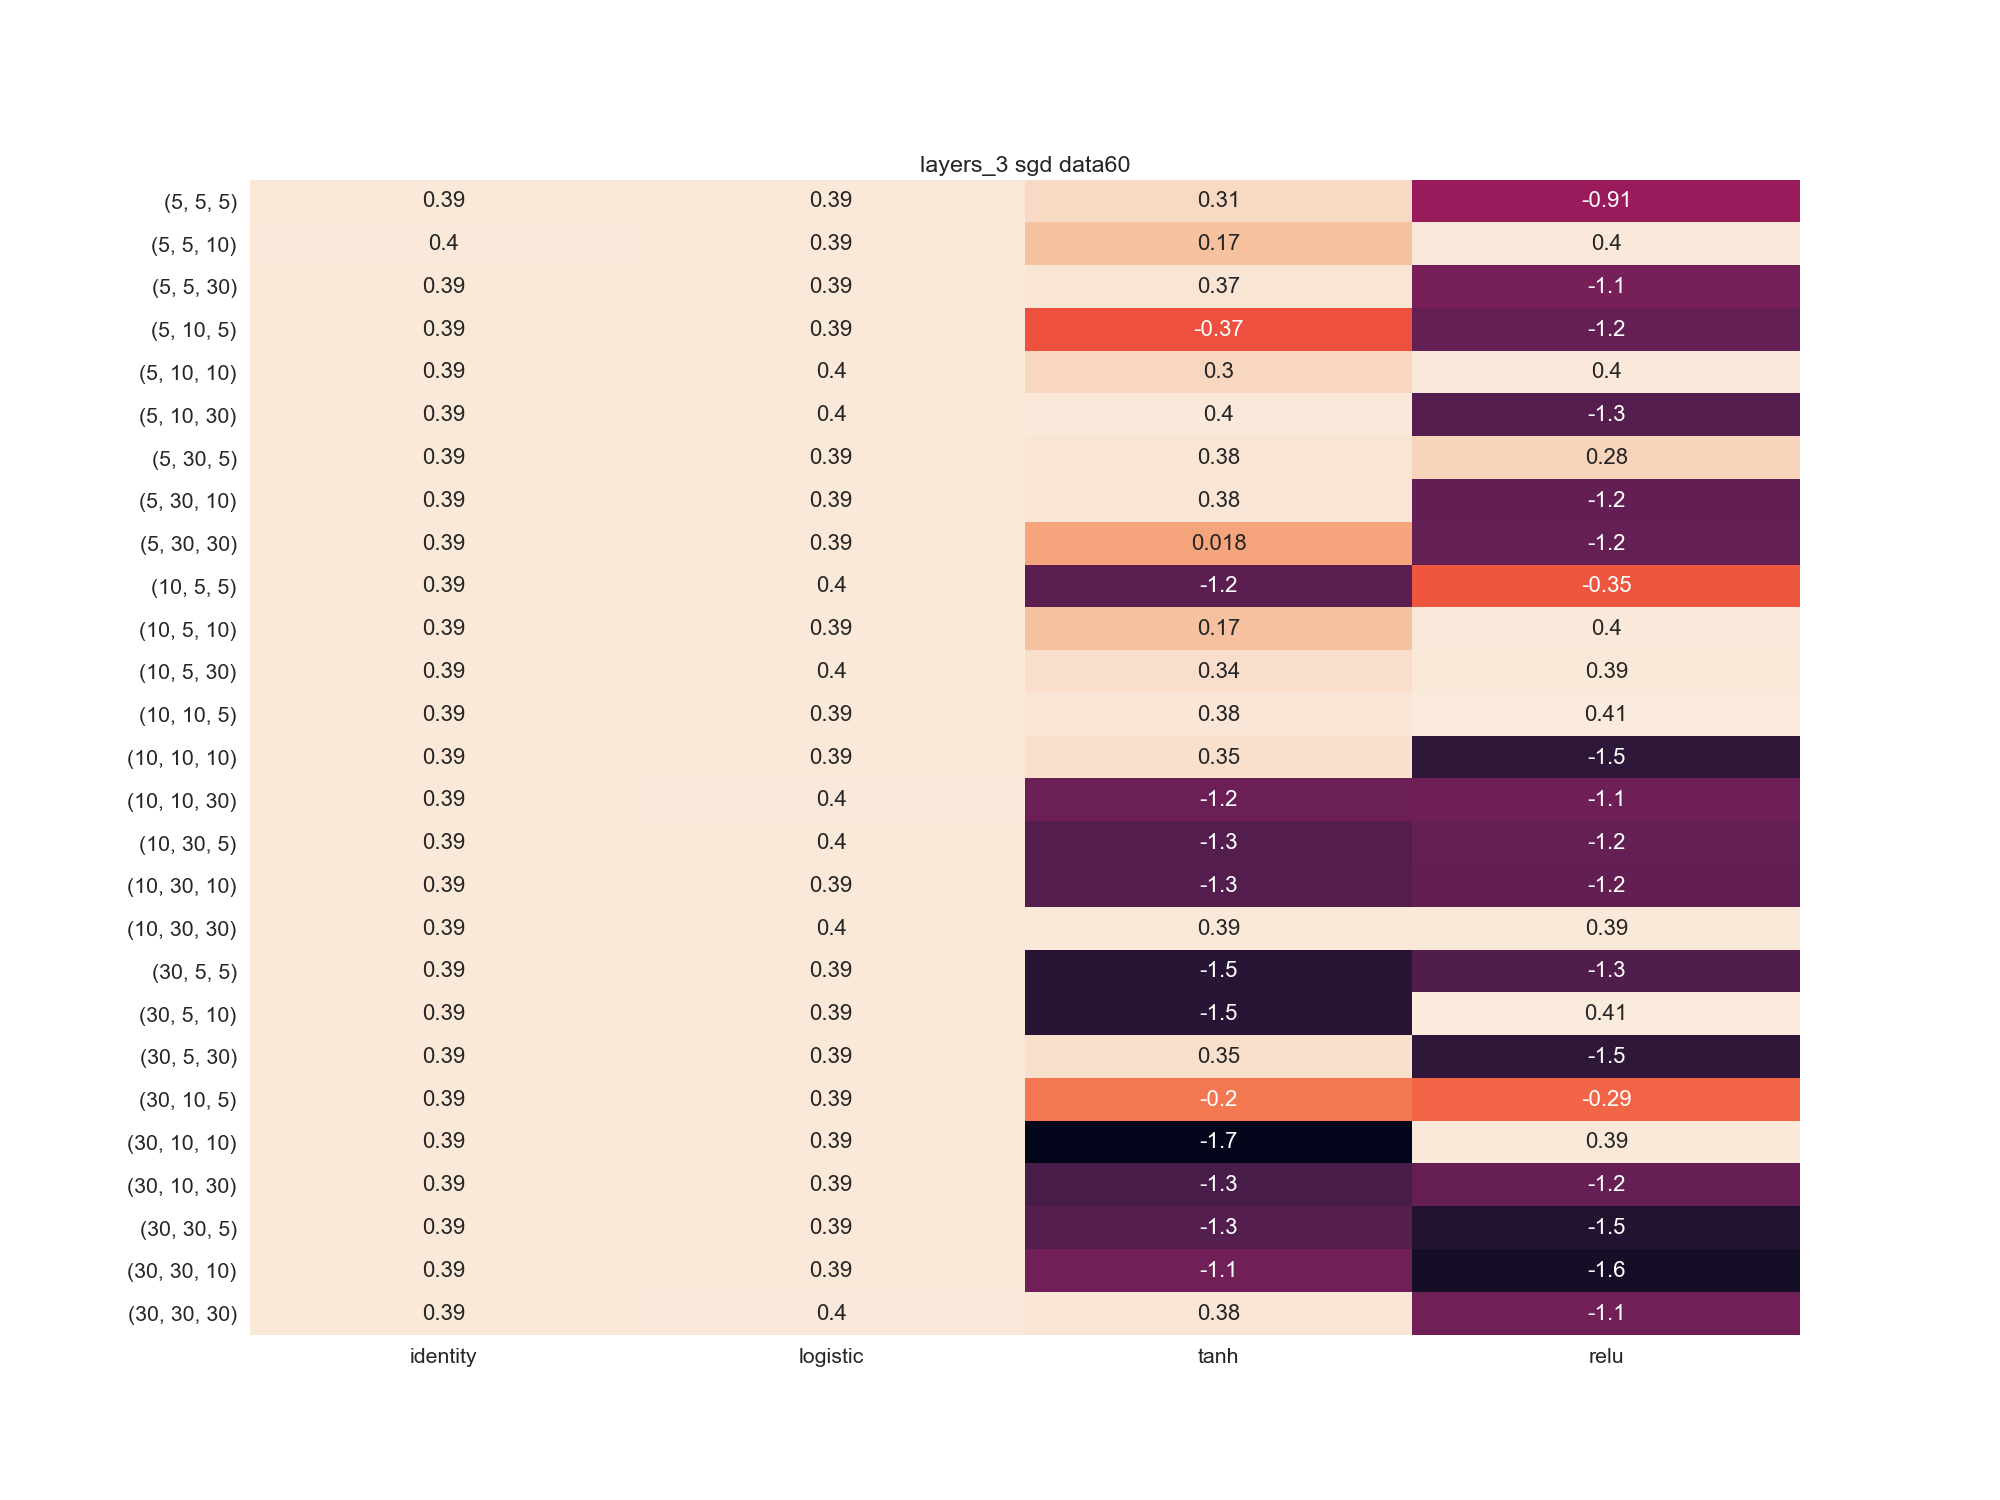 layers_3 sgd data60
(5, 5, 5) 0.39 0.39 0.31 -0.91
(5, 5, 10) 0.4 0.39 0.17 0.4
(5, 5, 30) 0.39 0.39 0.37 -1.1
(5, 10, 5) 0.39 0.39 -0.37 -1.2
(5, 10, 10) 0.39 0.4 0.3 0.4
(5, 10, 30) 0.39 0.4 0.4 -1.3
(5, 30, 5) 0.39 0.39 0.38 0.28
(5, 30, 10) 0.39 0.39 0.38 -1.2
(5, 30, 30) 0.39 0.39 0.018 -1.2
(10, 5, 5) 0.39 0.4 -1.2 -0.35
(10, 5, 10) 0.39 0.39 0.17 0.4
(10, 5, 30) 0.39 0.4 0.34 0.39
(10, 10, 5) 0.39 0.39 0.38 0.41
(10, 10, 10) 0.39 0.39 0.35 -1.5
(10, 10, 30) 0.39 0.4 -1.2 -1.1
(10, 30, 5) 0.39 0.4 -1.3 -1.2
(10, 30, 10) 0.39 0.39 -1.3 -1.2
(10, 30, 30) 0.39 0.4 0.39 0.39
(30, 5, 5) 0.39 0.39 -1.5 -1.3
(30, 5, 10) 0.39 0.39 -1.5 0.41
(30, 5, 30) 0.39 0.39 0.35 -1.5
(30, 10, 5) 0.39 0.39 -0.2 -0.29
(30, 10, 10) 0.39 0.39 -1.7 0.39
(30, 10, 30) 0.39 0.39 -1.3 -1.2
(30, 30, 5) 0.39 0.39 -1.3 -1.5
(30, 30, 10) 0.39 0.39 -1.1 -1.6
(30, 30, 30) 0.39 0.4 0.38 -1.1
identity logistic tanh relu